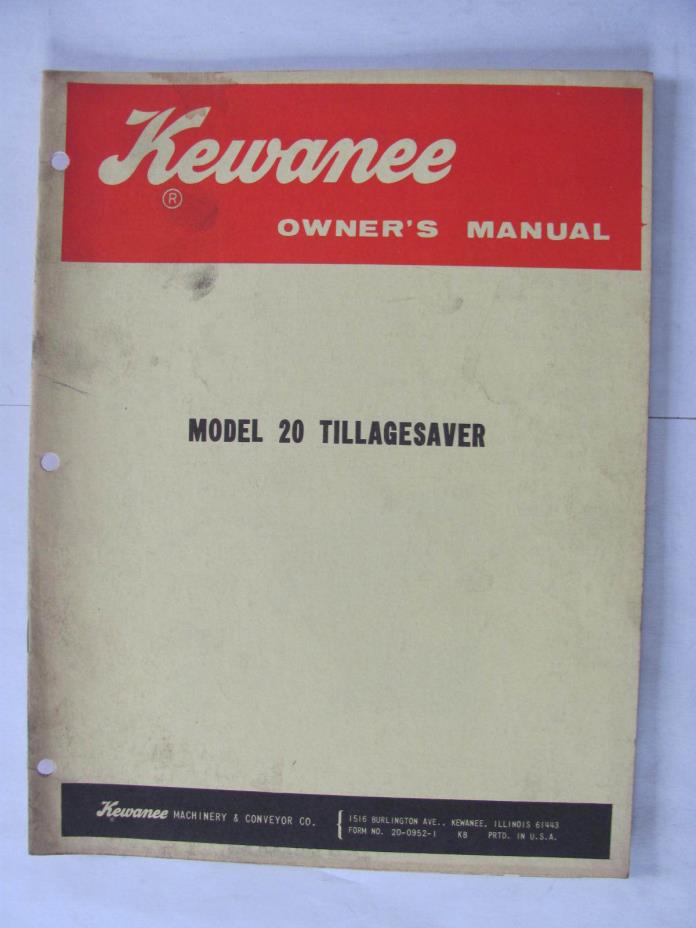 Kewanee
®
OWNER'S MANUAL
MODEL 20 TILLAGESAVER
Kewanee MACHINERY & CONVEYOR CO.
1516 BURLINGTON AVE., KEWANEE, ILLINOIS 61443
FORM NO. 20-0952-1 K8 PRTD. IN U.S.A.